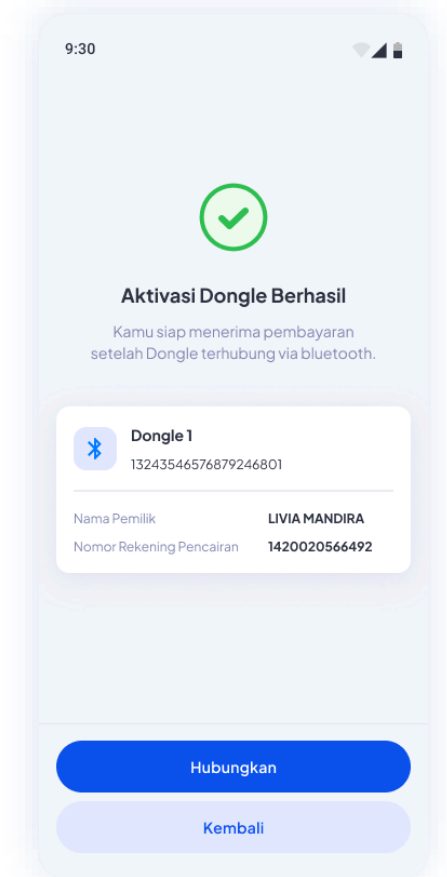 9:30
Aktivasi Dongle Berhasil
Kamu siap menerima pembayaran
setelah Dongle terhubung via bluetooth.
Dongle 1
13243546576879246801
Nama Pemilik LIVIA MANDIRA
Nomor Rekening Pencairan 1420020566492
Hubungkan
Kembali